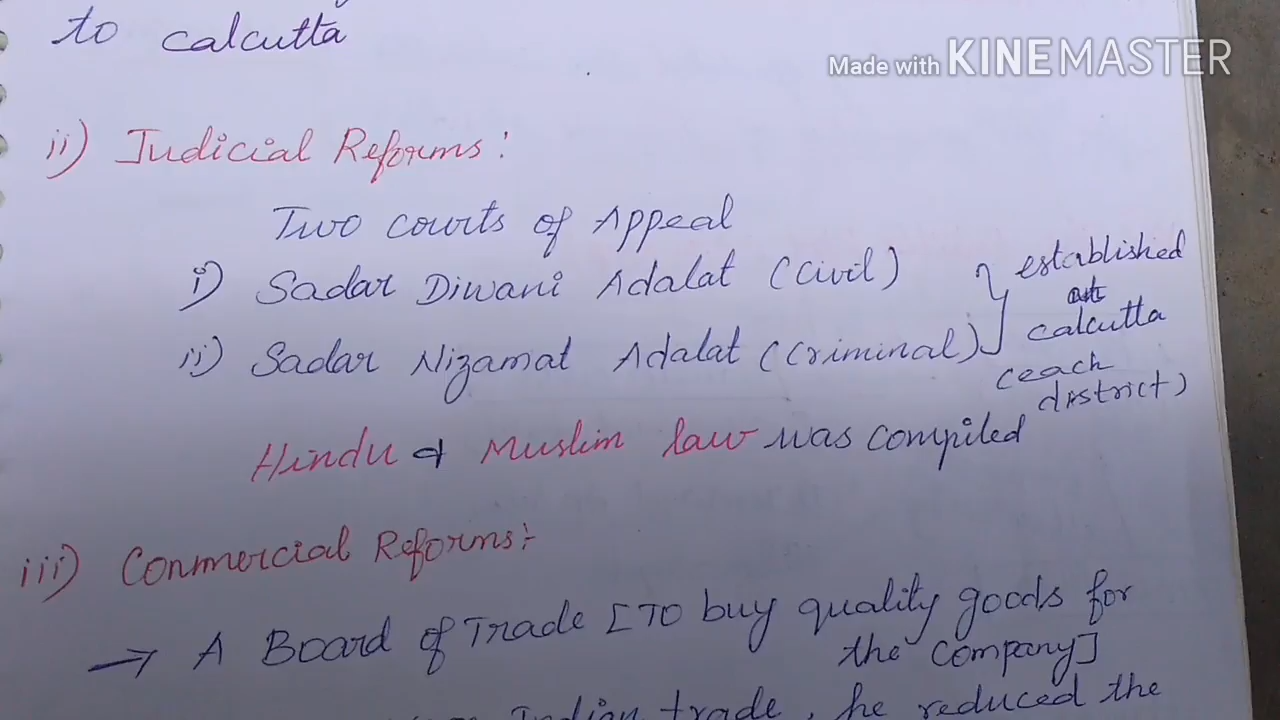 to calcutta
Made with KINEMASTER
ii) Judicial Reforms:
Two courts of Appeal
i) Sadar Diwani Adalat (Civil)
ii) Sadar Nizamat Adalat (Criminal)
established
at
calcutta
(each
district)
Hindu & Muslim law was compiled
iii) Conmercial Reforms:-
→ A Board of Trade [TO buy quality goods for
the company]
Indian trade, he reduced the